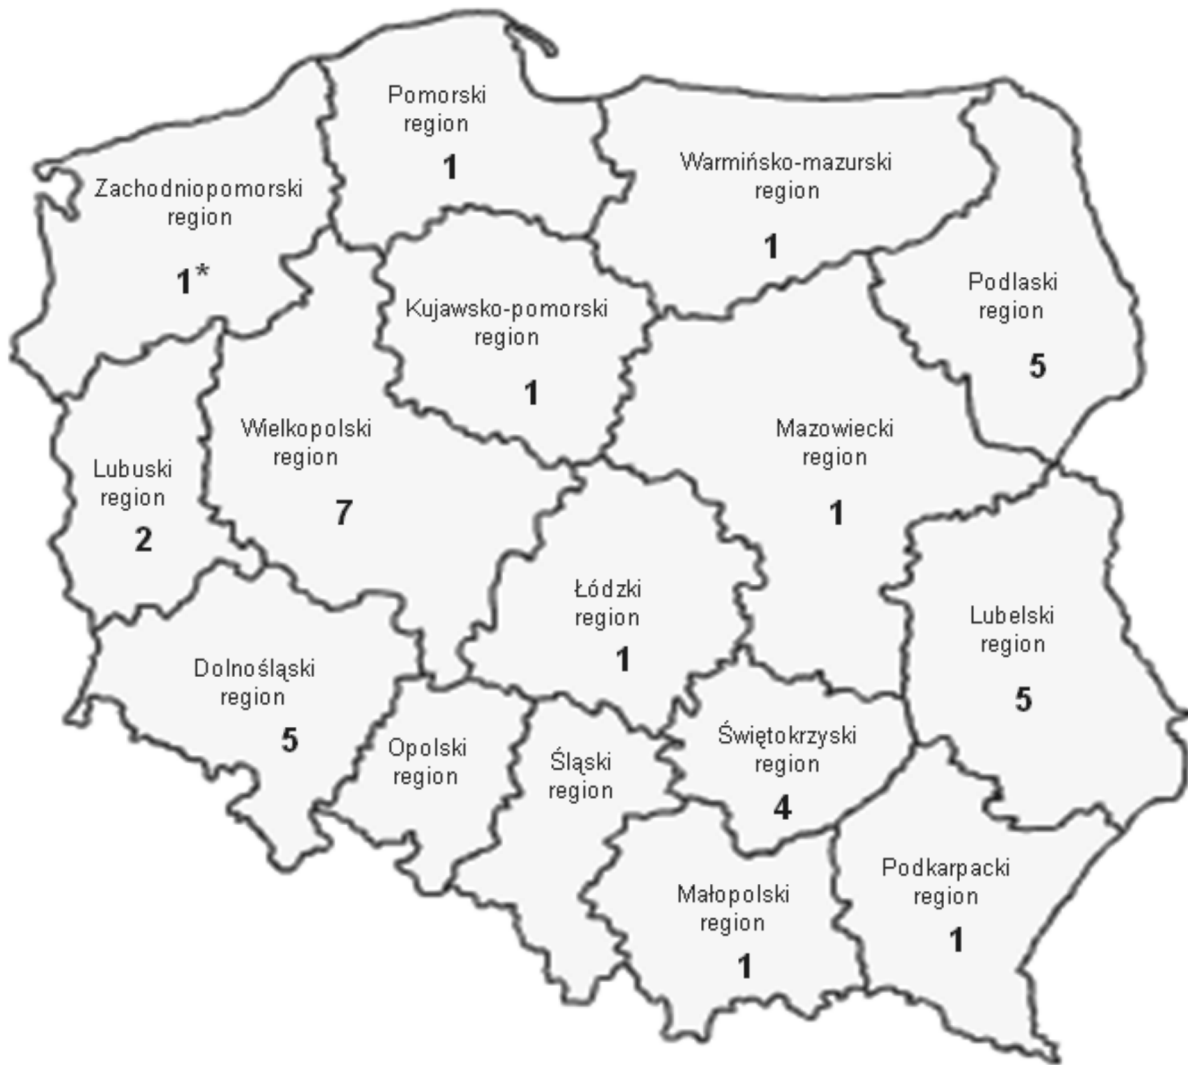 Pomorski
region
1
Warmińsko-mazurski
region
1
Zachodniopomorski
region
1*
Podlaski
region
5
Kujawsko-pomorski
region
1
Wielkopolski
region
7
Mazowiecki
region
1
Lubuski
region
2
Łódzki
region
1
Lubelski
region
5
Dolnośląski
region
5
Opolski
region
Śląski
region
Świętokrzyski
region
4
Małopolski
region
1
Podkarpacki
region
1